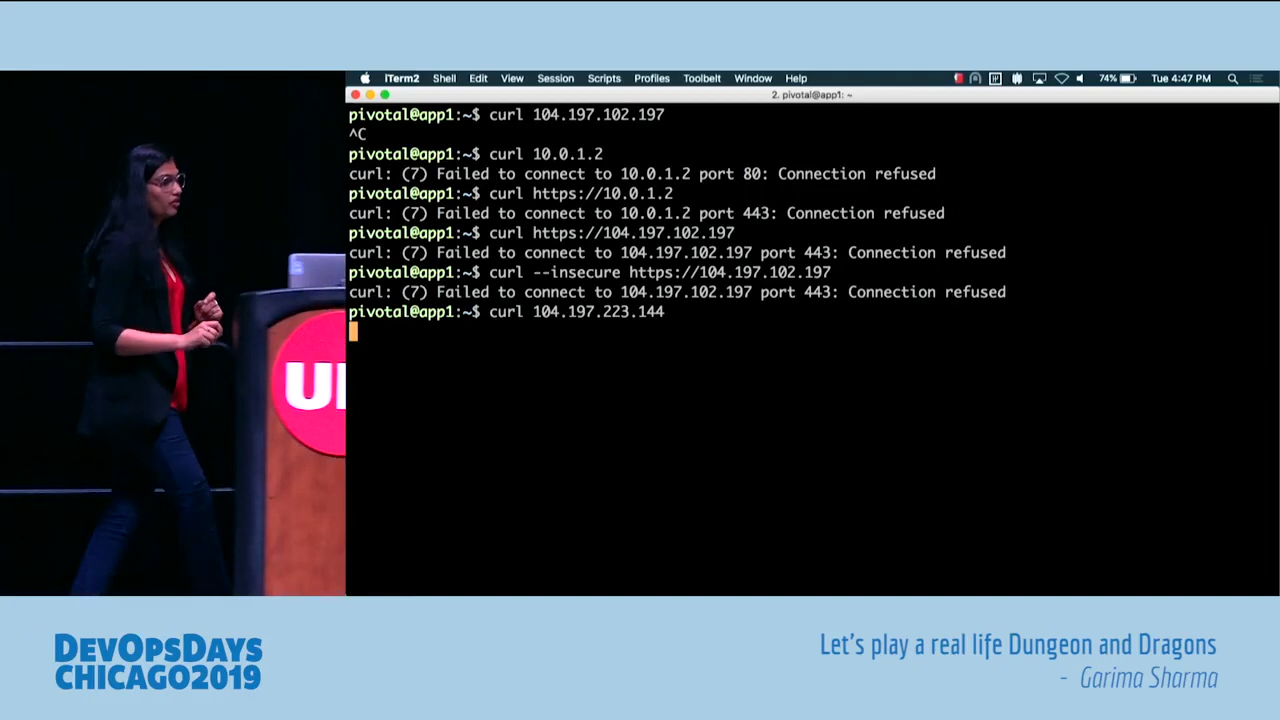 iTerm2 Shell Edit View Session Scripts Profiles Toolbelt Window Help 74% Tue 4:47 PM
2. pivotal@app1: ~
pivotal@app1:~$ curl 104.197.102.197
^C
pivotal@app1:~$ curl 10.0.1.2
curl: (7) Failed to connect to 10.0.1.2 port 80: Connection refused
pivotal@app1:~$ curl https://10.0.1.2
curl: (7) Failed to connect to 10.0.1.2 port 443: Connection refused
pivotal@app1:~$ curl https://104.197.102.197
curl: (7) Failed to connect to 104.197.102.197 port 443: Connection refused
pivotal@app1:~$ curl --insecure https://104.197.102.197
curl: (7) Failed to connect to 104.197.102.197 port 443: Connection refused
pivotal@app1:~$ curl 104.197.223.144
DevOpsDays
CHICAGO2019
Let's play a real life Dungeon and Dragons
- Garima Sharma